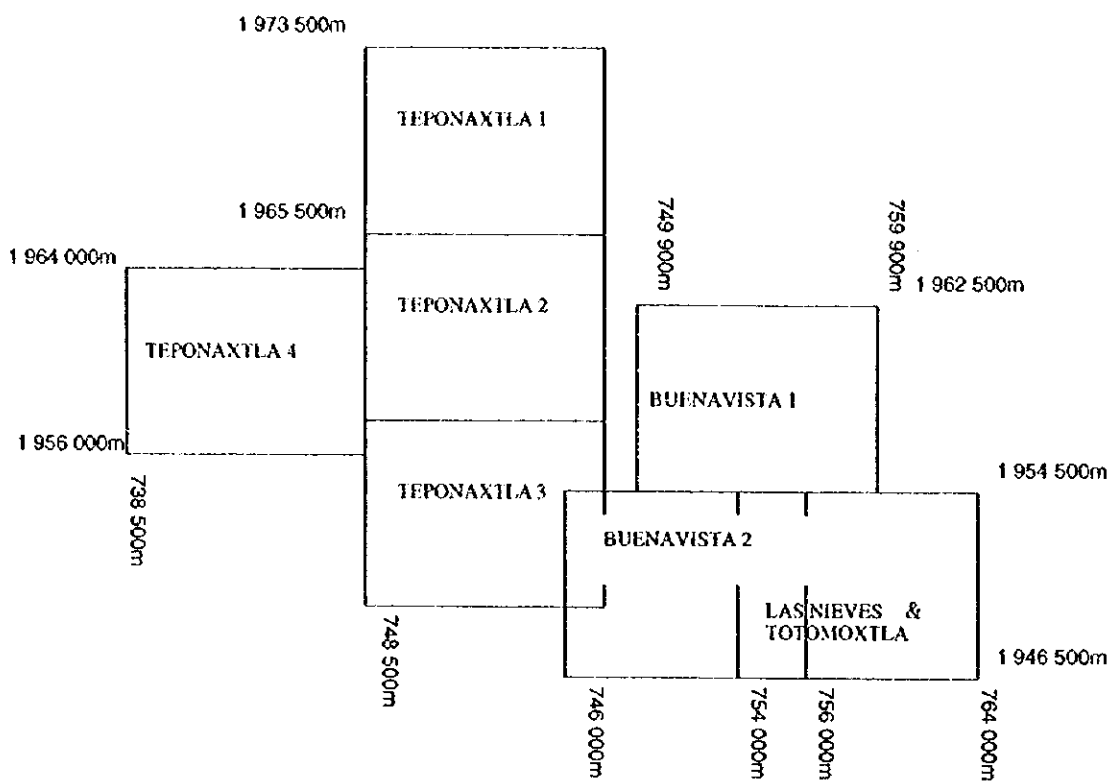 1 973 500m
TEPONAXTLA 1
1 965 500m
749 900m
759 900m
1 964 000m
1 962 500m
TEPONAXTLA 2
TEPONAXTLA 4
BUENAVISTA 1
1 956 000m
1 954 500m
738 500m
TEPONAXTLA 3
BUENAVISTA 2
LAS NIEVES &
TOTOMOXTLA
748 500m
1 946 500m
746 000m
754 000m
756 000m
764 000m